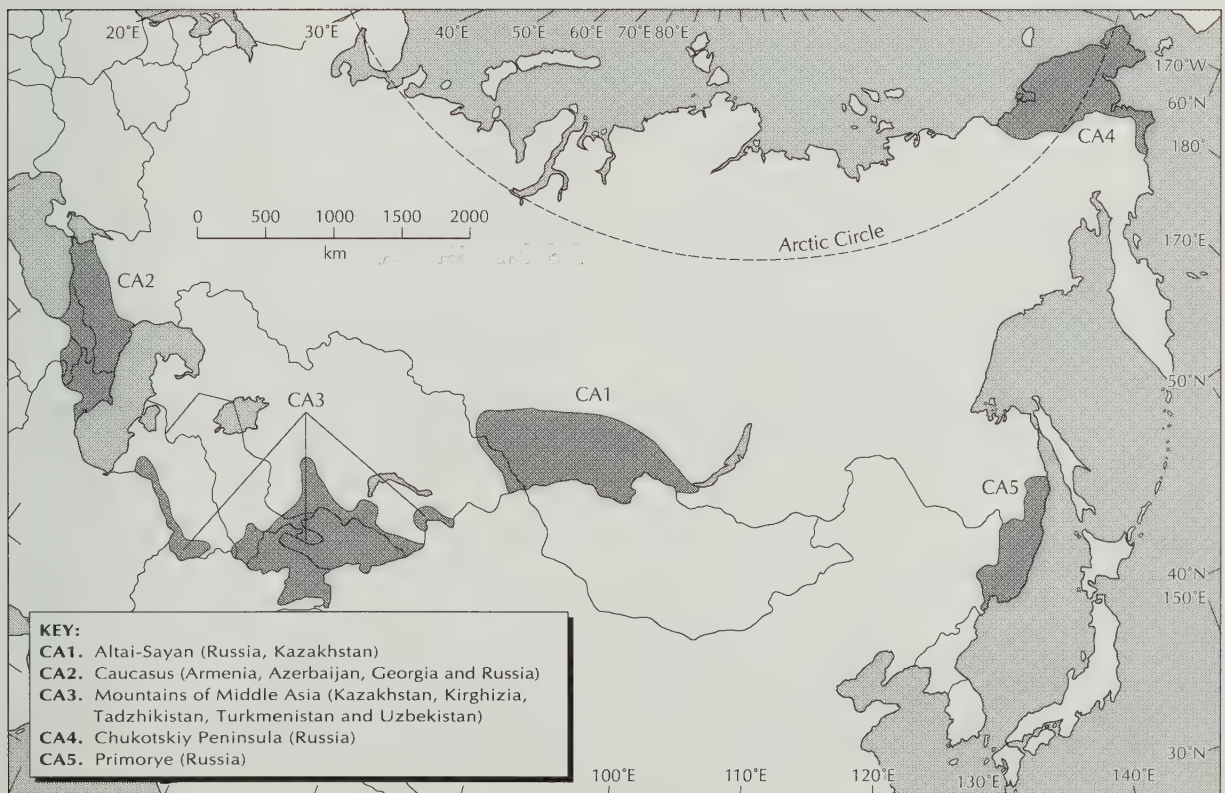 20°E 30°E 40°E 50°E 60°E 70°E 80°E
170°W
60°N
CA4
180°
0 500 1000 1500 2000
km
Arctic Circle
170°E
CA2
50°N
CA3
CA1
CA5
40°N
150°E
KEY:
CA1. Altai-Sayan (Russia, Kazakhstan)
CA2. Caucasus (Armenia, Azerbaijan, Georgia and Russia)
CA3. Mountains of Middle Asia (Kazakhstan, Kirghizia,
Tadzhikistan, Turkmenistan and Uzbekistan)
CA4. Chukotskiy Peninsula (Russia)
CA5. Primorye (Russia)
30°N
100°E 110°E 120°E 130°E 140°E